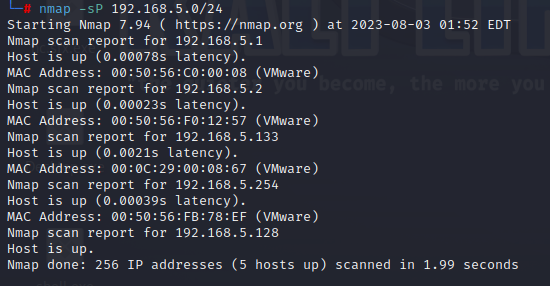 └─# nmap -sP 192.168.5.0/24
Starting Nmap 7.94 ( https://nmap.org ) at 2023-08-03 01:52 EDT
Nmap scan report for 192.168.5.1
Host is up (0.00078s latency).
MAC Address: 00:50:56:C0:00:08 (VMware)
Nmap scan report for 192.168.5.2
Host is up (0.00023s latency).
MAC Address: 00:50:56:F0:12:57 (VMware)
Nmap scan report for 192.168.5.133
Host is up (0.0021s latency).
MAC Address: 00:0C:29:00:08:67 (VMware)
Nmap scan report for 192.168.5.254
Host is up (0.00039s latency).
MAC Address: 00:50:56:FB:78:EF (VMware)
Nmap scan report for 192.168.5.128
Host is up.
Nmap done: 256 IP addresses (5 hosts up) scanned in 1.99 seconds
you become, the more you